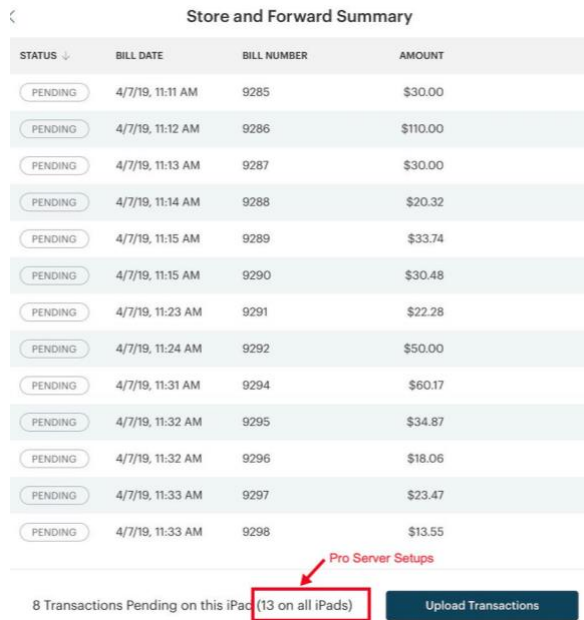 Store and Forward Summary
STATUS ↓ BILL DATE BILL NUMBER AMOUNT
PENDING 4/7/19, 11:11 AM 9285 $30.00
PENDING 4/7/19, 11:12 AM 9286 $110.00
PENDING 4/7/19, 11:13 AM 9287 $30.00
PENDING 4/7/19, 11:14 AM 9288 $20.32
PENDING 4/7/19, 11:15 AM 9289 $33.74
PENDING 4/7/19, 11:15 AM 9290 $30.48
PENDING 4/7/19, 11:23 AM 9291 $22.28
PENDING 4/7/19, 11:24 AM 9292 $50.00
PENDING 4/7/19, 11:31 AM 9294 $60.17
PENDING 4/7/19, 11:32 AM 9295 $34.87
PENDING 4/7/19, 11:32 AM 9296 $18.06
PENDING 4/7/19, 11:33 AM 9297 $23.47
PENDING 4/7/19, 11:33 AM 9298 $13.55
Pro Server Setups
8 Transactions Pending on this iPad (13 on all iPads) Upload Transactions